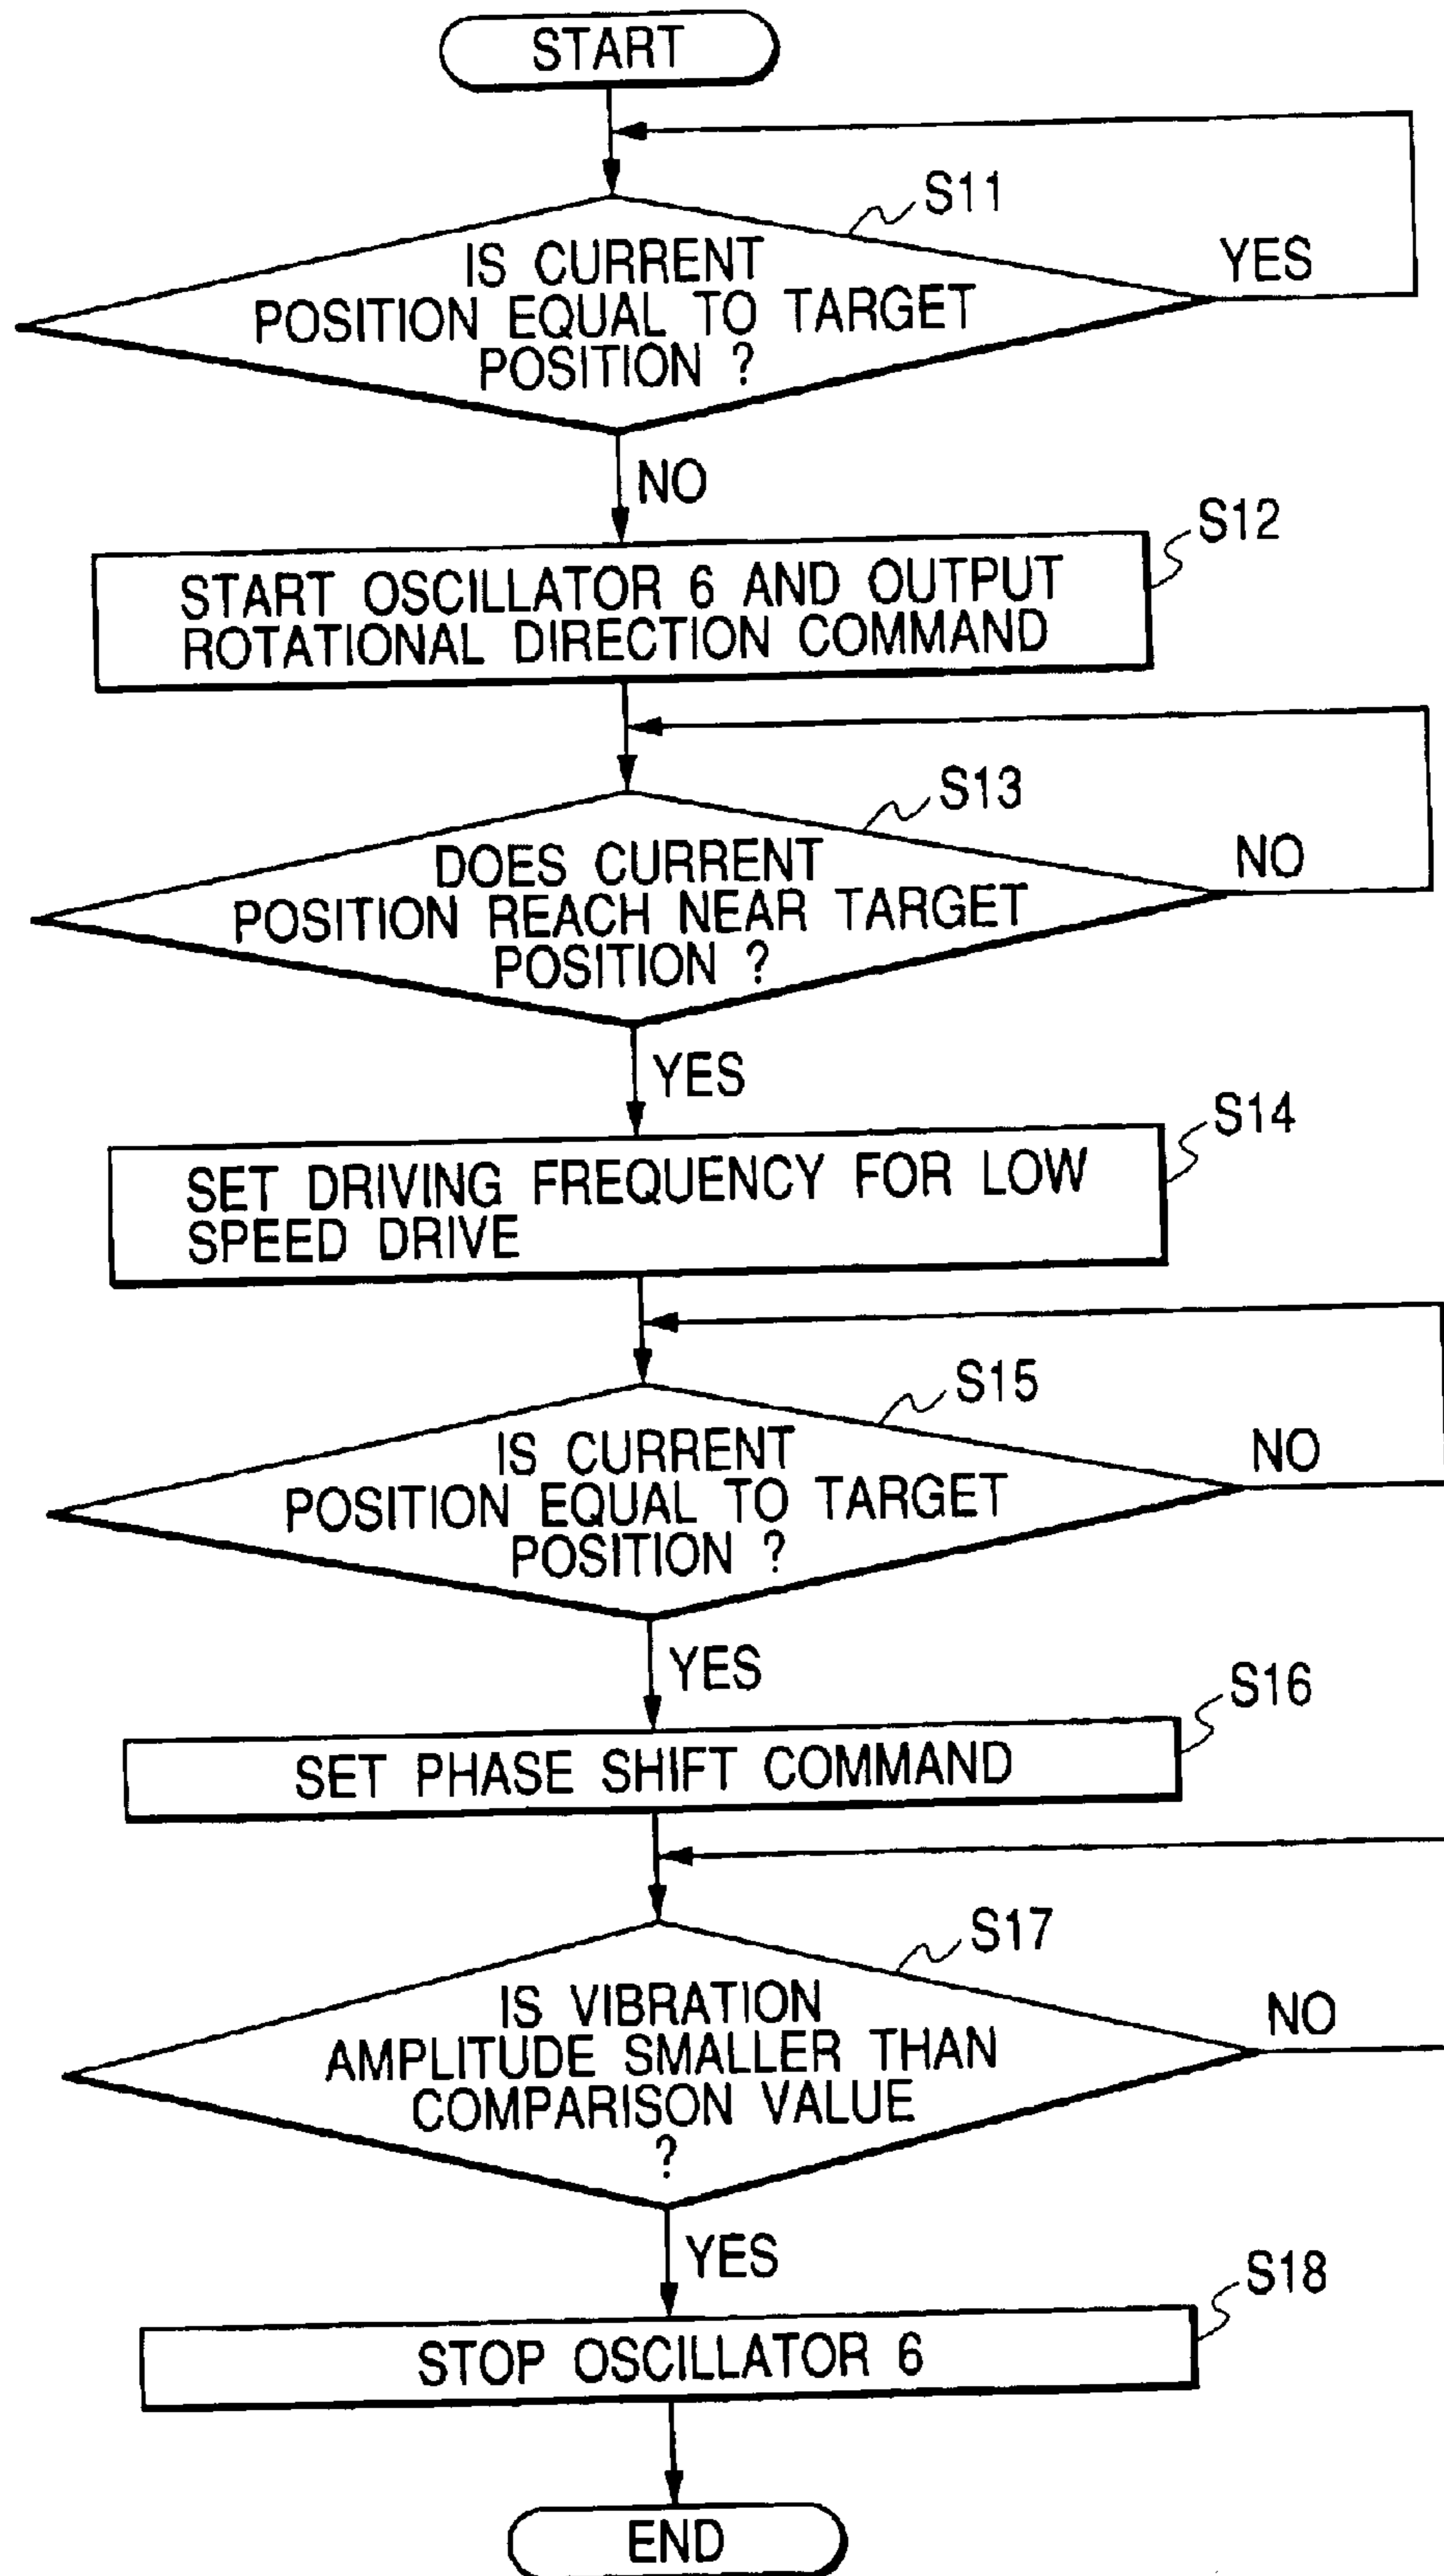 START
S11
IS CURRENT
POSITION EQUAL TO TARGET
POSITION ?
YES
NO
S12
START OSCILLATOR 6 AND OUTPUT
ROTATIONAL DIRECTION COMMAND
S13
DOES CURRENT
POSITION REACH NEAR TARGET
POSITION ?
NO
YES
S14
SET DRIVING FREQUENCY FOR LOW
SPEED DRIVE
S15
IS CURRENT
POSITION EQUAL TO TARGET
POSITION ?
NO
YES
S16
SET PHASE SHIFT COMMAND
S17
IS VIBRATION
AMPLITUDE SMALLER THAN
COMPARISON VALUE
?
NO
YES
S18
STOP OSCILLATOR 6
END